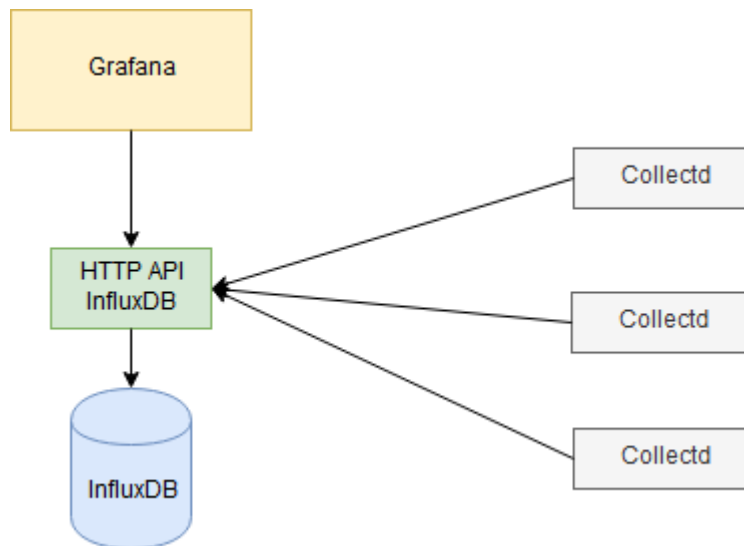 Grafana
Collectd
HTTP API
InfluxDB
Collectd
Collectd
InfluxDB